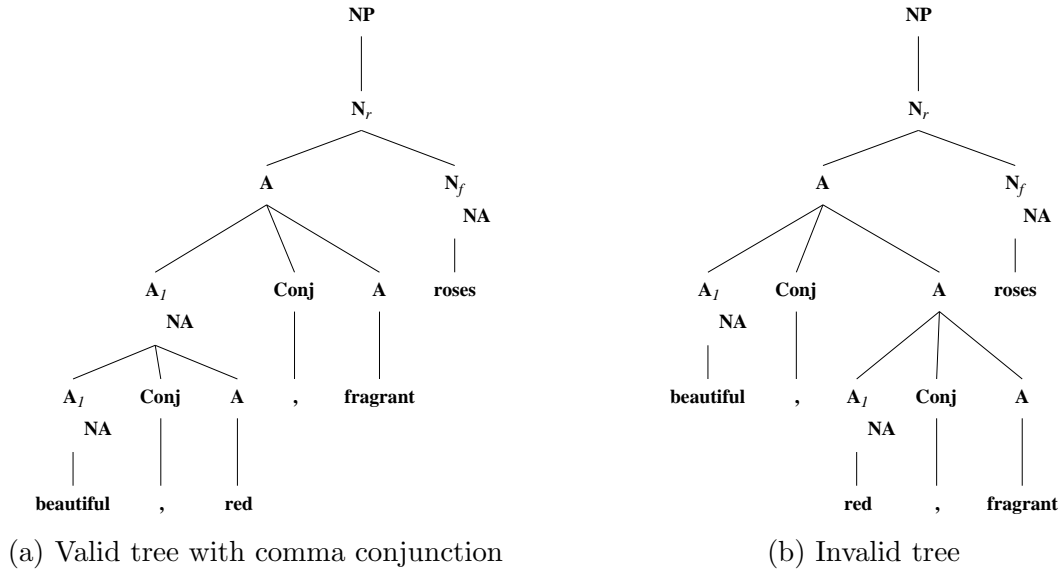 NP NP
N_r N_r
A N_f A N_f
NA NA
A_1 Conj A roses A_1 Conj A roses
NA NA
A_1 Conj A , fragrant beautiful , A_1 Conj A
NA NA
beautiful , red red , fragrant
(a) Valid tree with comma conjunction (b) Invalid tree